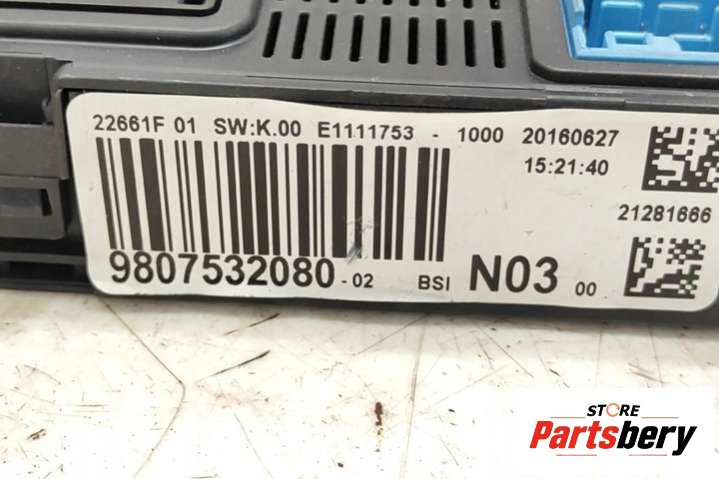 22661F 01 SW:K.00 E1111753 - 1000 20160627
15:21:40
21281666
9807532080-02 BSI N03 00
STORE
Partsbery